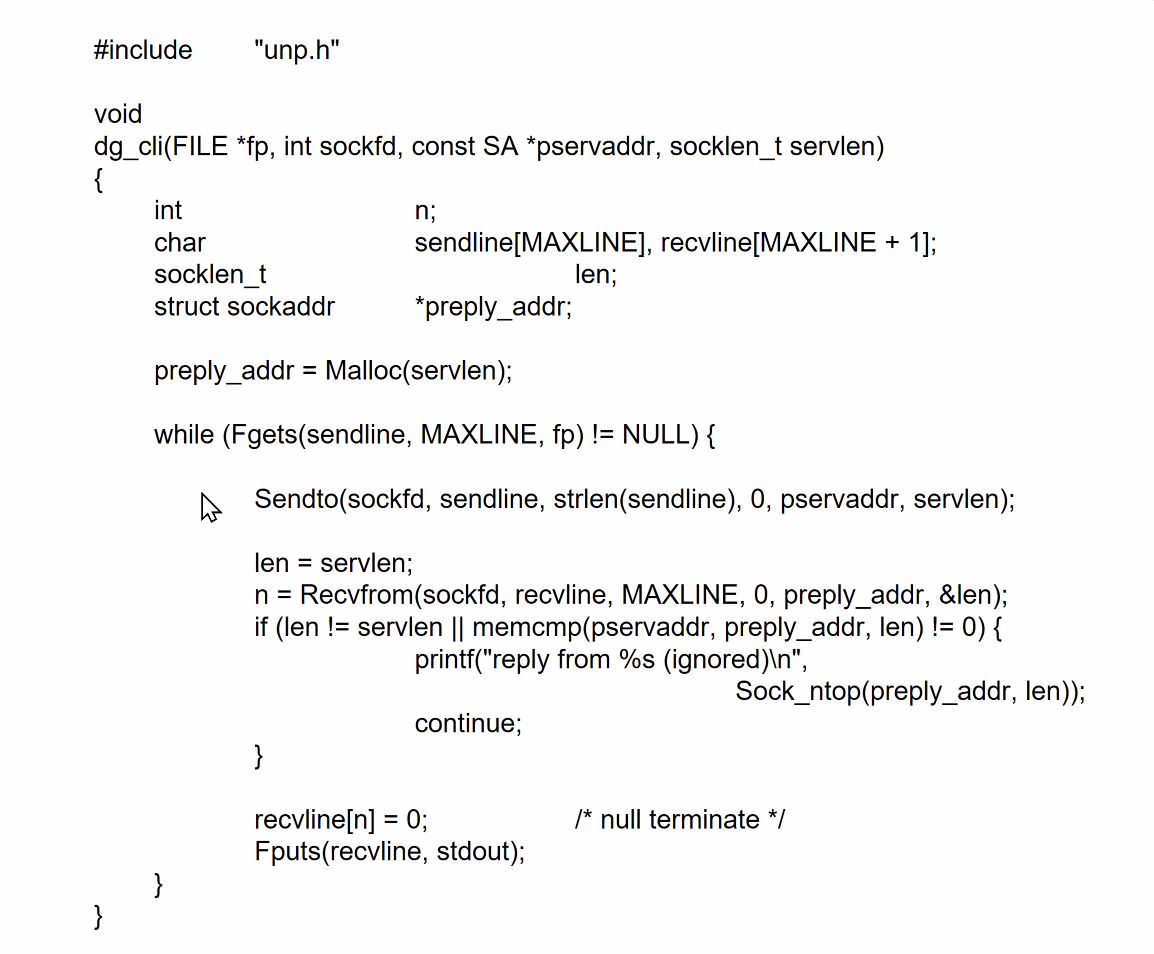 #include "unp.h"
void
dg_cli(FILE *fp, int sockfd, const SA *pservaddr, socklen_t servlen)
{
int n;
char sendline[MAXLINE], recvline[MAXLINE + 1];
socklen_t len;
struct sockaddr *preply_addr;
preply_addr = Malloc(servlen);
while (Fgets(sendline, MAXLINE, fp) != NULL) {
Sendto(sockfd, sendline, strlen(sendline), 0, pservaddr, servlen);
len = servlen;
n = Recvfrom(sockfd, recvline, MAXLINE, 0, preply_addr, &len);
if (len != servlen || memcmp(pservaddr, preply_addr, len) != 0) {
printf("reply from %s (ignored)\n",
Sock_ntop(preply_addr, len));
continue;
}
recvline[n] = 0; /* null terminate */
Fputs(recvline, stdout);
}
}